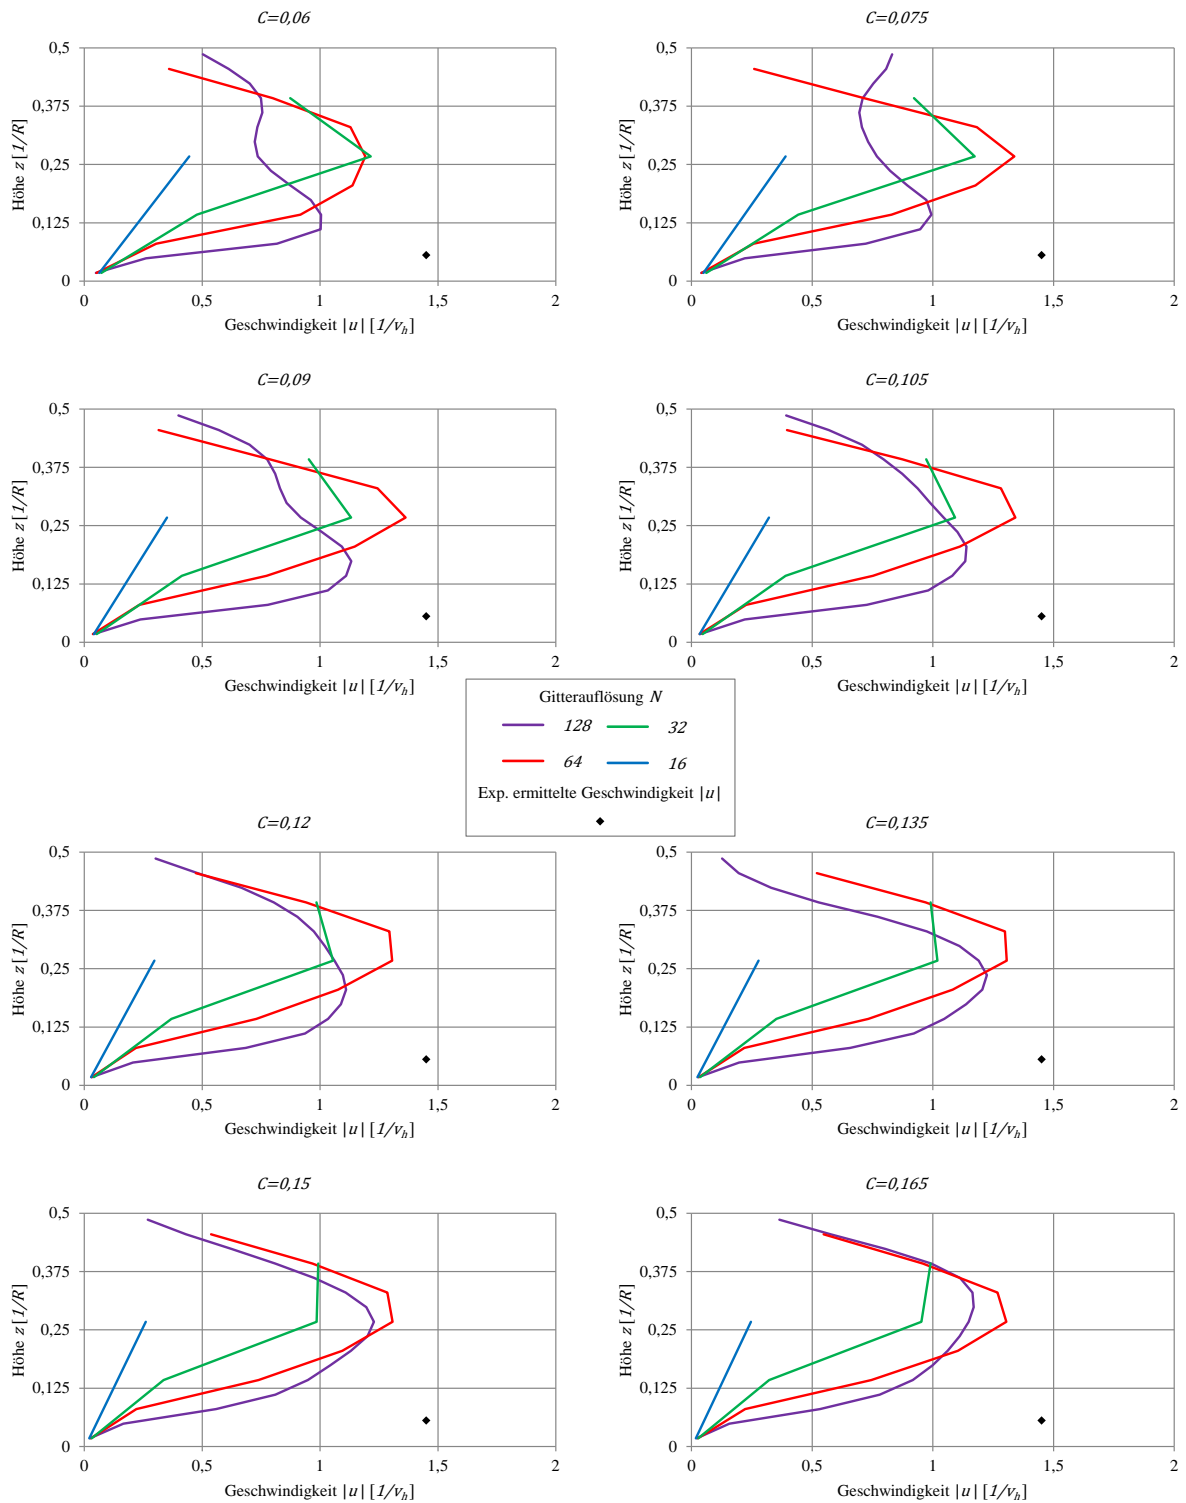 C=0,06
0,5
0,375
0,25
0,125
0
Höhe z [1/R]
0 0,5 1 1,5 2
Geschwindigkeit |u| [1/v_h]
C=0,075
0,5
0,375
0,25
0,125
0
Höhe z [1/R]
0 0,5 1 1,5 2
Geschwindigkeit |u| [1/v_h]
C=0,09
0,5
0,375
0,25
0,125
0
Höhe z [1/R]
0 0,5 1 1,5 2
Geschwindigkeit |u| [1/v_h]
C=0,105
0,5
0,375
0,25
0,125
0
Höhe z [1/R]
0 0,5 1 1,5 2
Geschwindigkeit |u| [1/v_h]
Gitterauflösung N
128 32
64 16
Exp. ermittelte Geschwindigkeit |u|
C=0,12
0,5
0,375
0,25
0,125
0
Höhe z [1/R]
0 0,5 1 1,5 2
Geschwindigkeit |u| [1/v_h]
C=0,135
0,5
0,375
0,25
0,125
0
Höhe z [1/R]
0 0,5 1 1,5 2
Geschwindigkeit |u| [1/v_h]
C=0,15
0,5
0,375
0,25
0,125
0
Höhe z [1/R]
0 0,5 1 1,5 2
Geschwindigkeit |u| [1/v_h]
C=0,165
0,5
0,375
0,25
0,125
0
Höhe z [1/R]
0 0,5 1 1,5 2
Geschwindigkeit |u| [1/v_h]